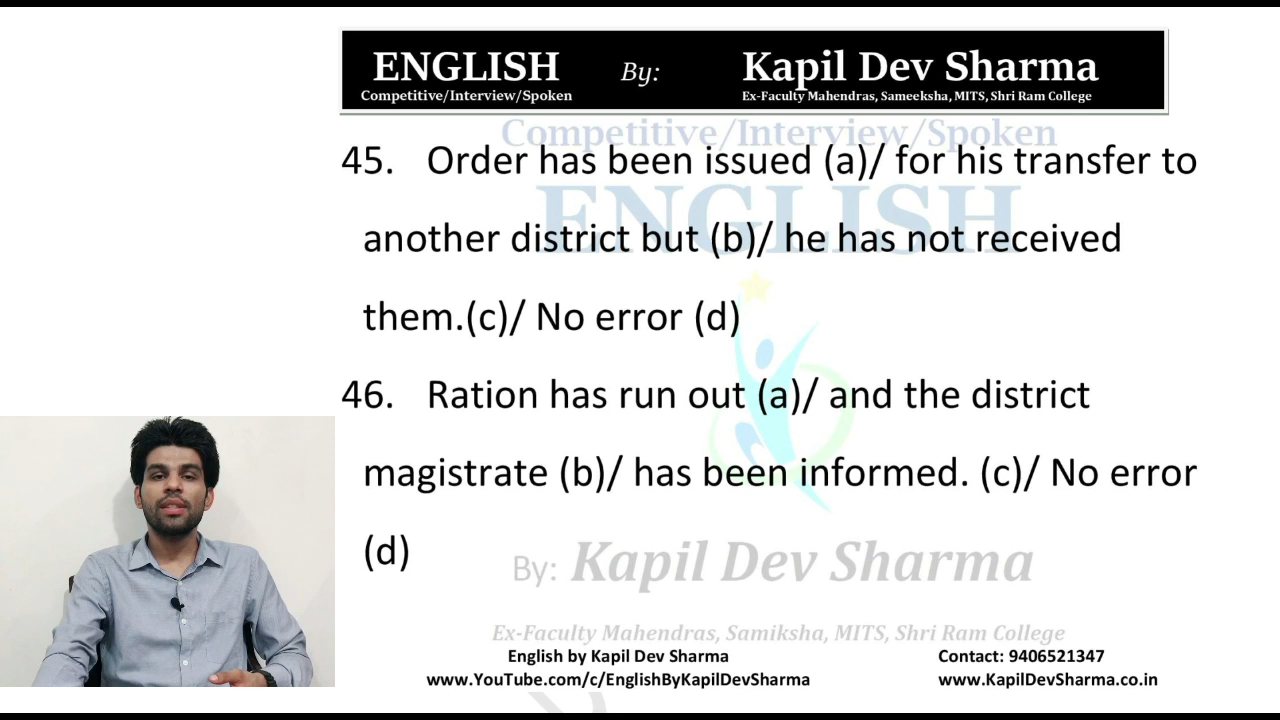 ENGLISH By: Kapil Dev Sharma
Competitive/Interview/Spoken Ex-Faculty Mahendras, Sameeksha, MITS, Shri Ram College
Competitive/Interview/Spoken
45. Order has been issued (a)/ for his transfer to
ENGLISH
another district but (b)/ he has not received
them.(c)/ No error (d)
46. Ration has run out (a)/ and the district
magistrate (b)/ has been informed. (c)/ No error
(d)
By: Kapil Dev Sharma
Ex-Faculty Mahendras, Samiksha, MITS, Shri Ram College
English by Kapil Dev Sharma Contact: 9406521347
www.YouTube.com/c/EnglishByKapilDevSharma www.KapilDevSharma.co.in